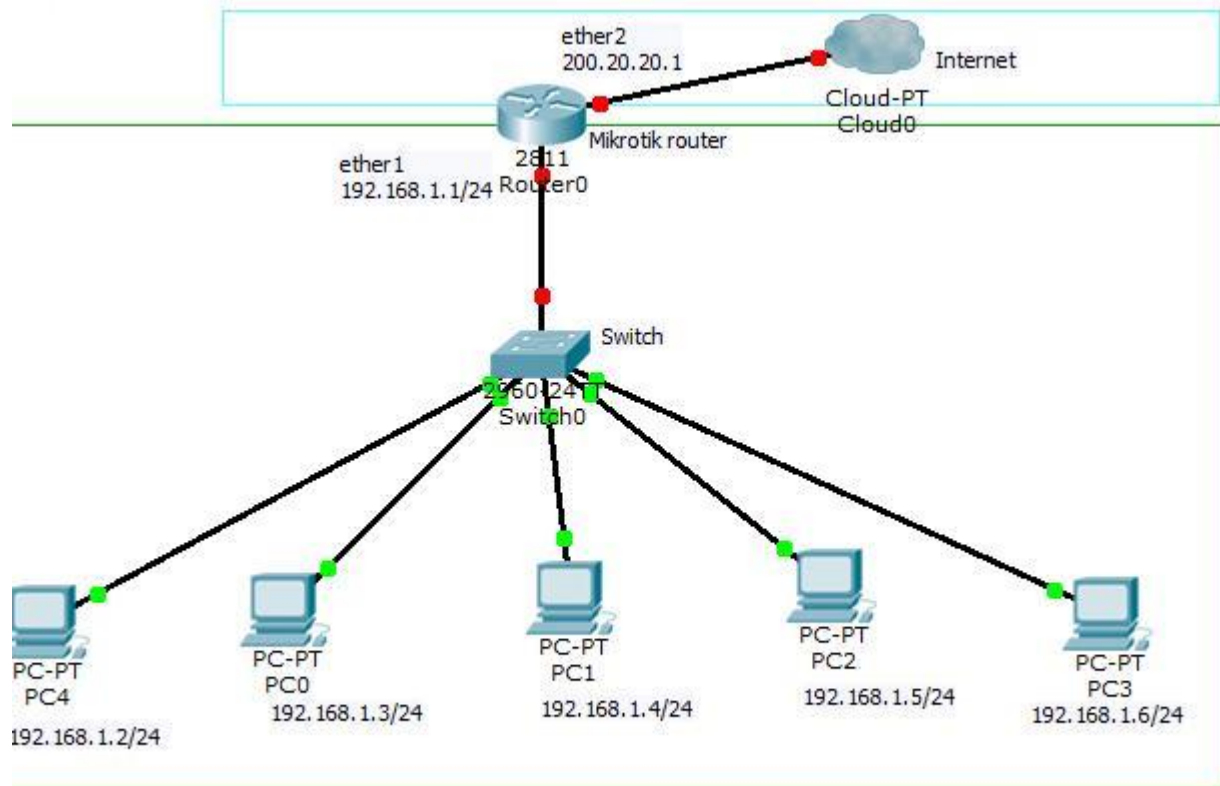 ether2
200.20.20.1
Internet
Cloud-PT
Cloud0
Mikrotik router
2811
Router0
ether1
192.168.1.1/24
Switch
Switch0
PC-PT
PC4
192.168.1.2/24
PC-PT
PC0
192.168.1.3/24
PC-PT
PC1
192.168.1.4/24
PC-PT
PC2
192.168.1.5/24
PC-PT
PC3
192.168.1.6/24